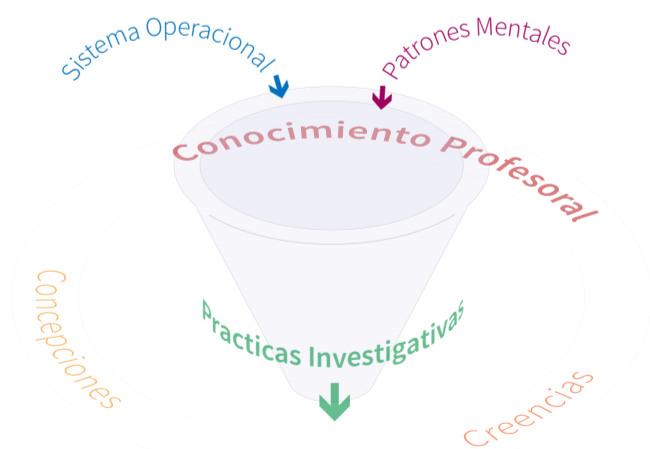 Sistema Operacional
Patrones Mentales
Conocimiento Profesoral
Concepciones
Practicas Investigativas
Creencias